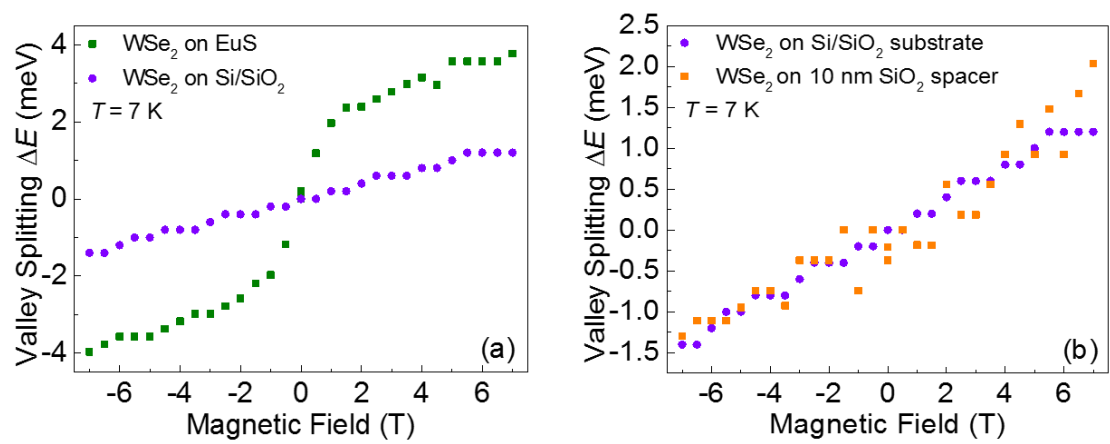 Valley Splitting ΔE (meV)
4
2
0
-2
-4
WSe₂ on EuS
WSe₂ on Si/SiO₂
T = 7 K
(a)
-6 -4 -2 0 2 4 6
Magnetic Field (T)
Valley Splitting ΔE (meV)
2.5
2.0
1.5
1.0
0.5
0.0
-0.5
-1.0
-1.5
WSe₂ on Si/SiO₂ substrate
WSe₂ on 10 nm SiO₂ spacer
T = 7 K
(b)
-6 -4 -2 0 2 4 6
Magnetic Field (T)